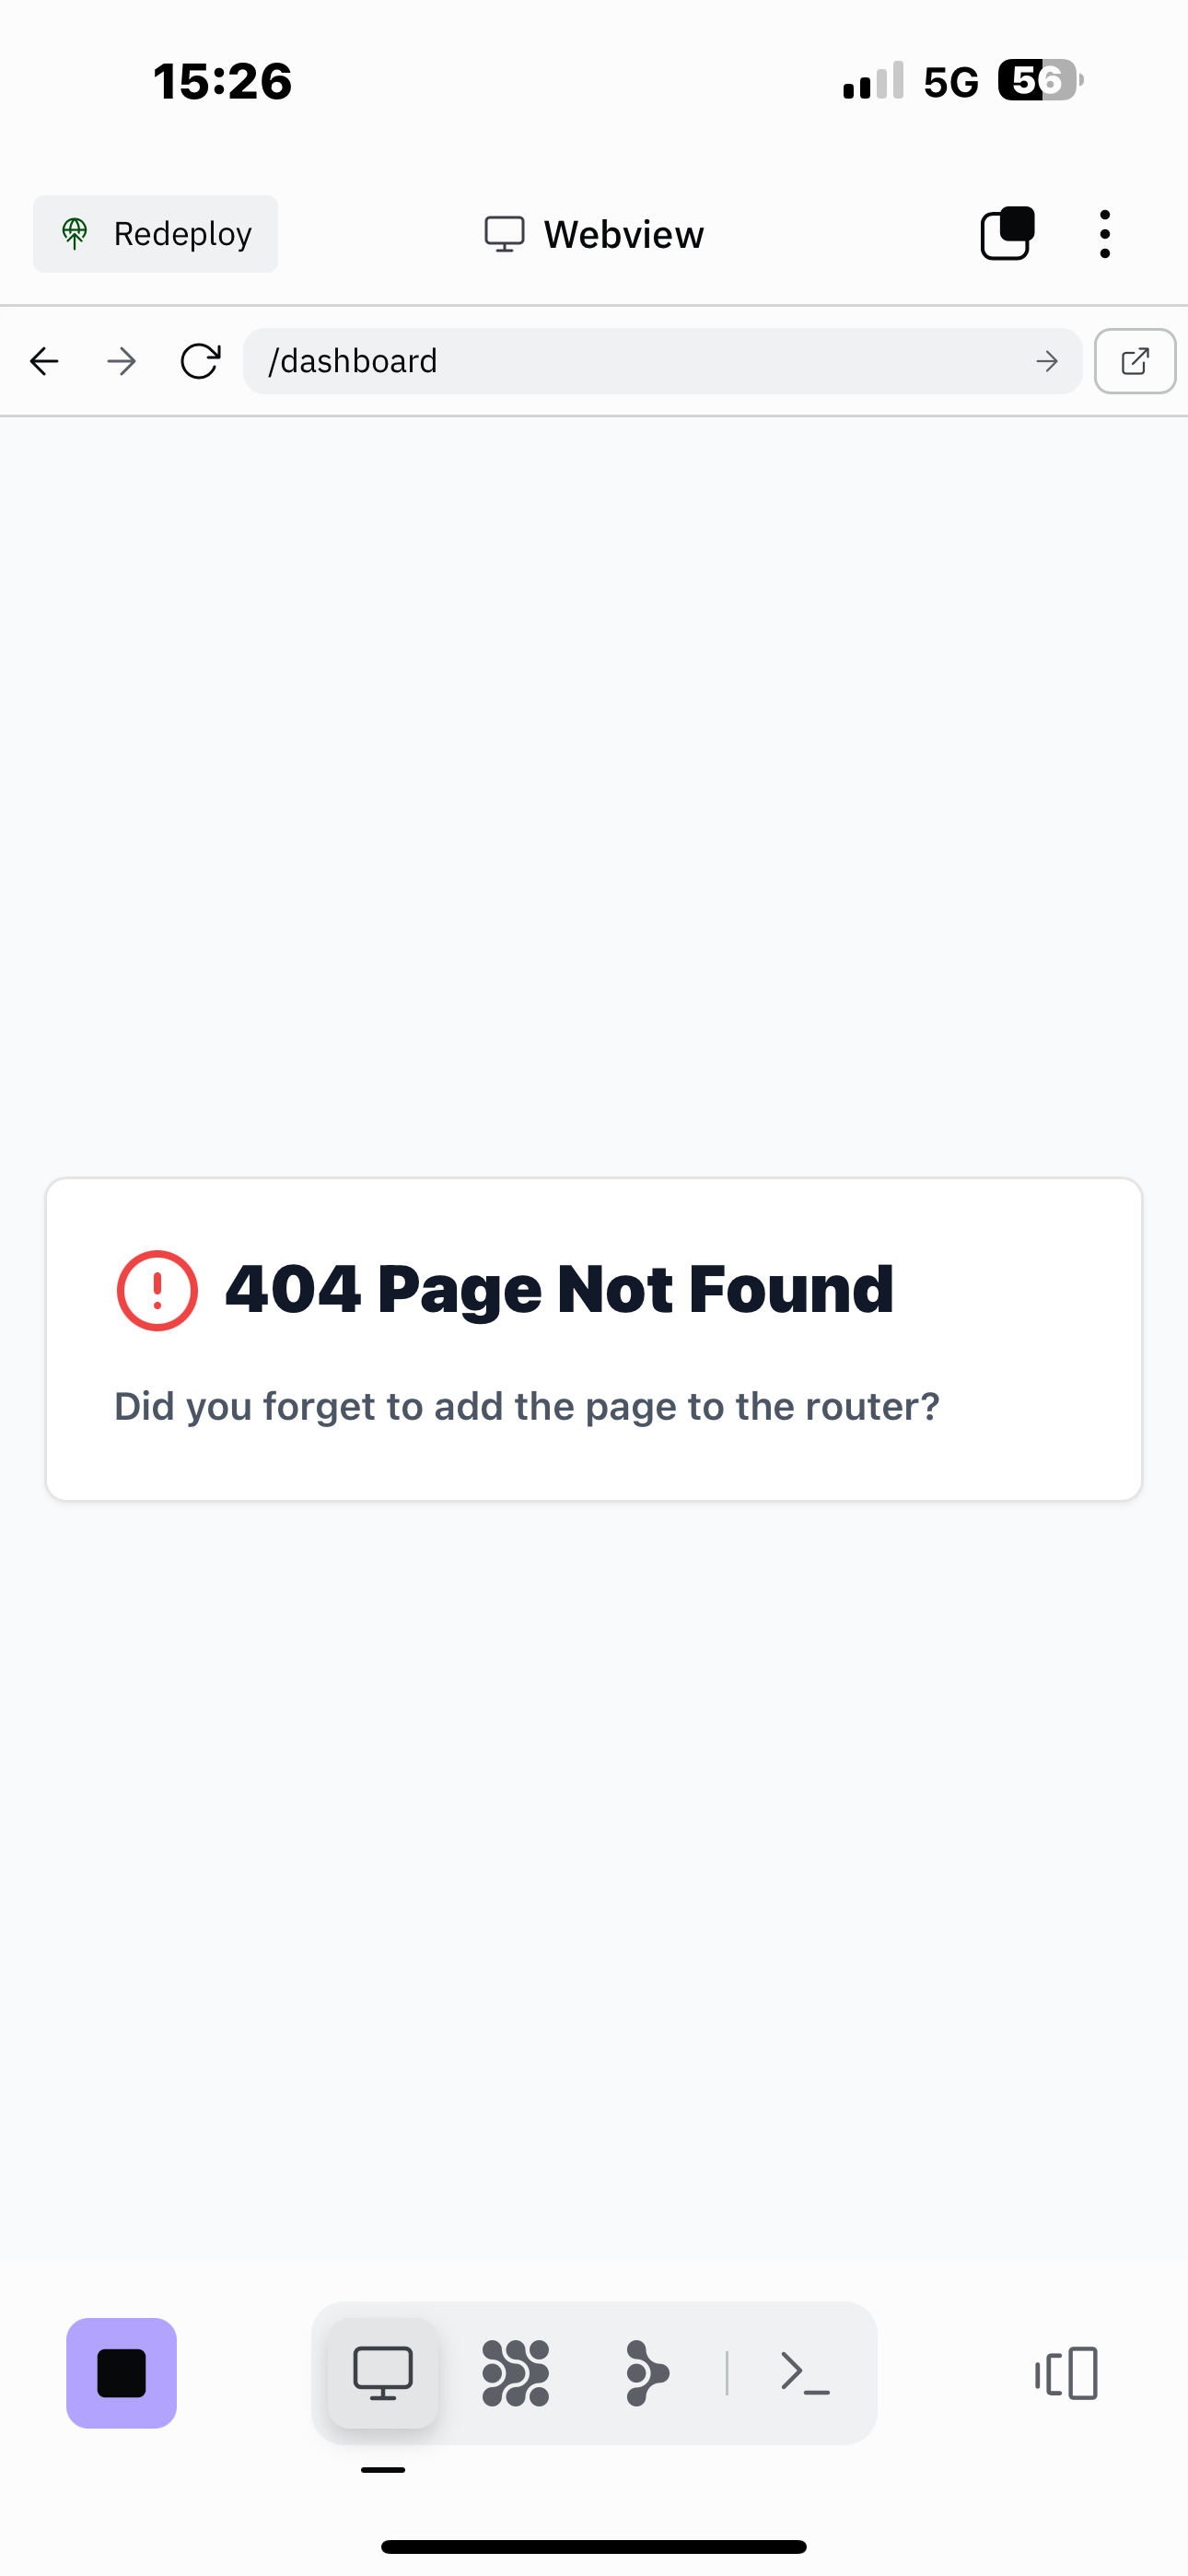 15:26
5G 56
Redeploy
Webview
/dashboard
404 Page Not Found
Did you forget to add the page to the router?